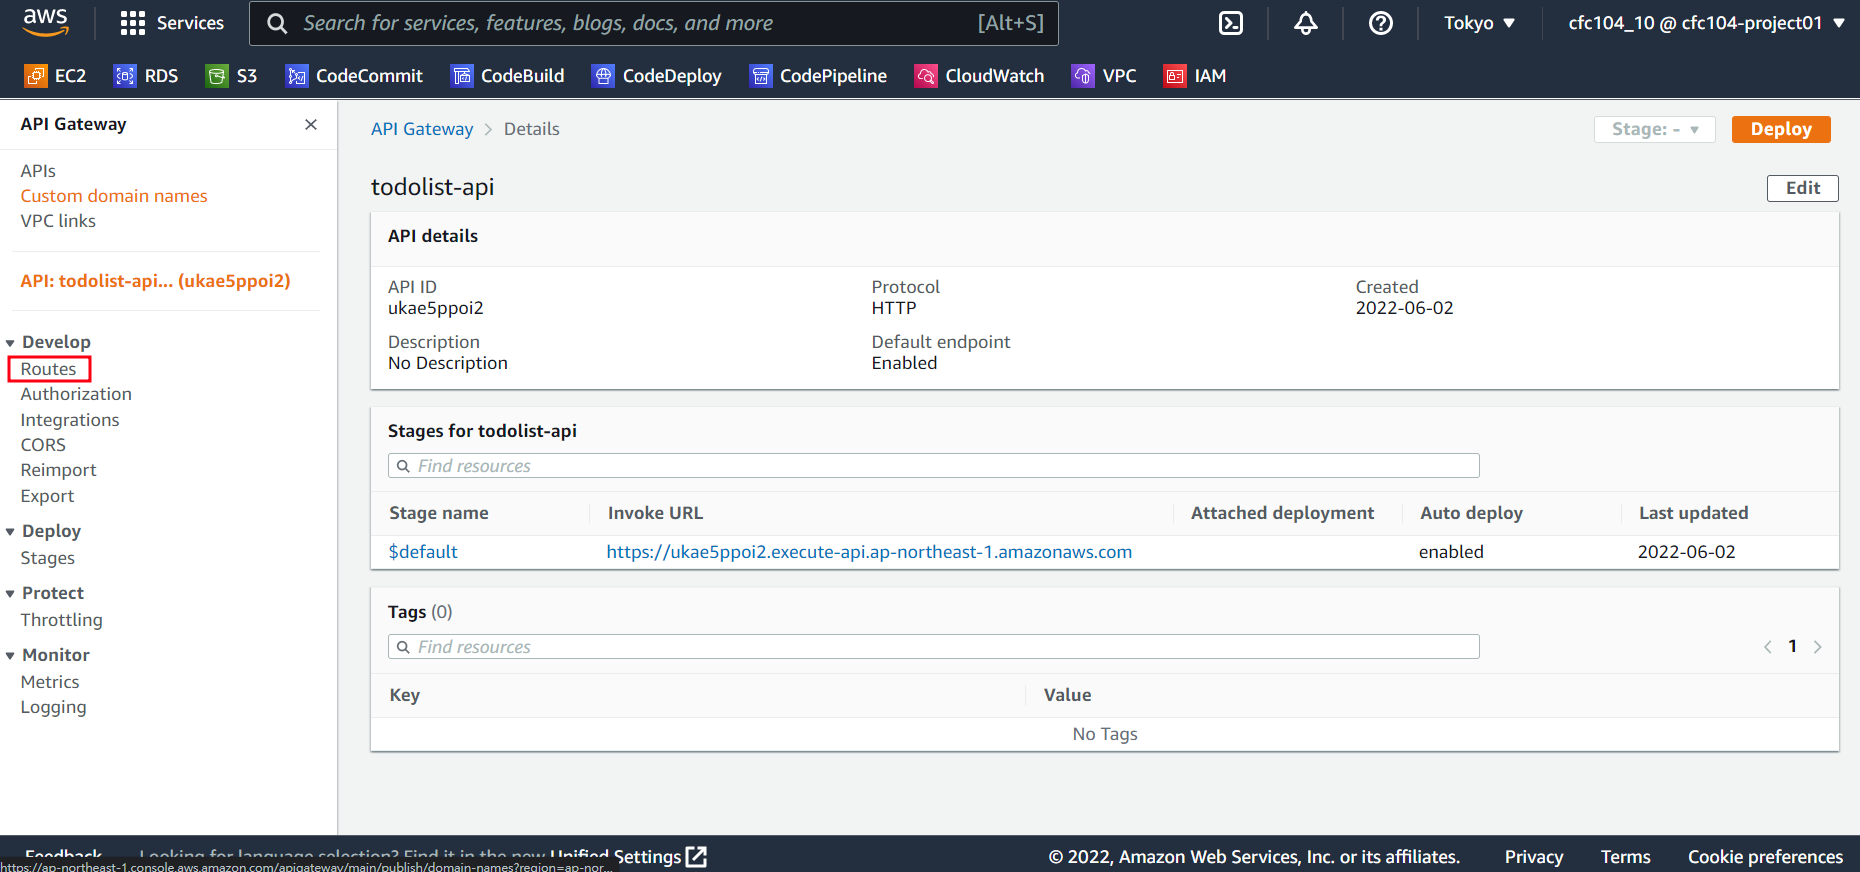 aws
Services
Search for services, features, blogs, docs, and more [Alt+S]
Tokyo ▼
cfc104_10 @ cfc104-project01 ▼
EC2 RDS S3 CodeCommit CodeBuild CodeDeploy CodePipeline CloudWatch VPC IAM
API Gateway
APIs
Custom domain names
VPC links
API: todolist-api... (ukae5ppoi2)
Develop
Routes
Authorization
Integrations
CORS
Reimport
Export
Deploy
Stages
Protect
Throttling
Monitor
Metrics
Logging
API Gateway > Details
Stage: - ▼
Deploy
todolist-api
Edit
API details
API ID
ukae5ppoi2
Protocol
HTTP
Created
2022-06-02
Description
No Description
Default endpoint
Enabled
Stages for todolist-api
Find resources
Stage name Invoke URL Attached deployment Auto deploy Last updated
$default https://ukae5ppoi2.execute-api.ap-northeast-1.amazonaws.com enabled 2022-06-02
Tags (0)
Find resources
< 1 >
Key Value
No Tags
Feedback Looking for language selection? Find it in the new Unified Settings
© 2022, Amazon Web Services, Inc. or its affiliates. Privacy Terms Cookie preferences
https://ap-northeast-1.console.aws.amazon.com/apigateway/main/publish/domain-names?region=ap-nor...